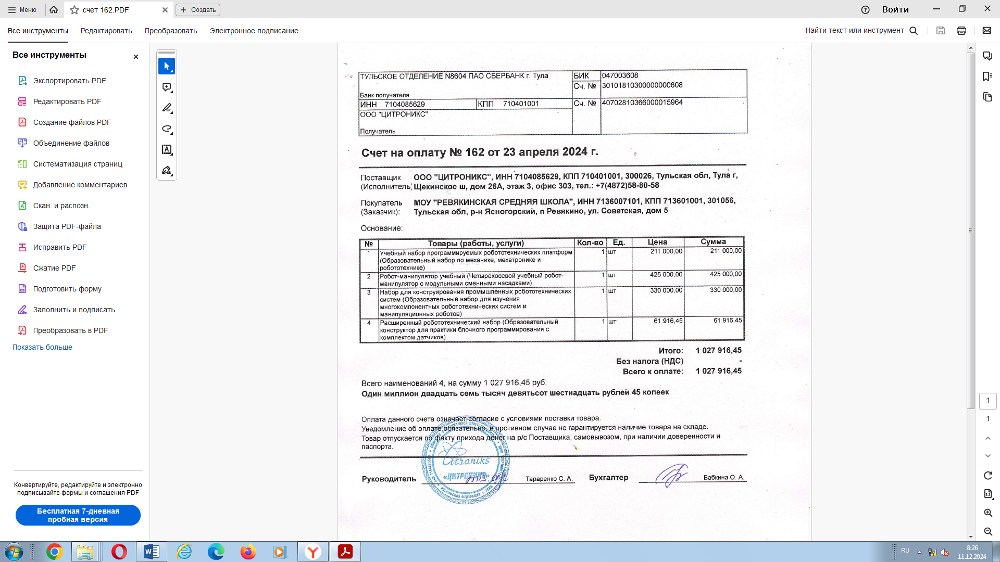 Меню
счет 162.PDF
Создать
Войти
Все инструменты
Редактировать
Преобразовать
Электронное подписание
Найти текст или инструмент
Все инструменты
Экспортировать PDF
Редактировать PDF
Создание файлов PDF
Объединение файлов
Систематизация страниц
Добавление комментариев
Скан. и распозн.
Защита PDF-файла
Исправить PDF
Сжатие PDF
Подготовить форму
Заполнить и подписать
Преобразовать в PDF
Показать больше
Конвертируйте, редактируйте и электронно
подписывайте формы и соглашения PDF
Бесплатная 7-дневная
пробная версия
ТУЛЬСКОЕ ОТДЕЛЕНИЕ N8604 ПАО СБЕРБАНК г. Тула БИК 047003608
Сч. № 30101810300000000608
Банк получателя
ИНН 7104085629 КПП 710401001 Сч. № 40702810366000015964
ООО "ЦИТРОНИКС"
Получатель
Счет на оплату № 162 от 23 апреля 2024 г.
Поставщик ООО "ЦИТРОНИКС", ИНН 7104085629, КПП 710401001, 300026, Тульская обл, Тула г,
(Исполнитель) Щекинское ш, дом 26А, этаж 3, офис 303, тел.: +7(4872)58-80-58
Покупатель МОУ "РЕВЯКИНСКАЯ СРЕДНЯЯ ШКОЛА", ИНН 7136007101, КПП 713601001, 301056,
(Заказчик): Тульская обл, р-н Ясногорский, п Ревякино, ул. Советская, дом 5
Основание:
№ Товары (работы, услуги) Кол-во Ед. Цена Сумма
1 Учебный набор программируемых робототехнических платформ 1 шт 211 000,00 211 000,00
(Образовательный набор по механике, мехатронике и
робототехнике)
2 Робот-манипулятор учебный (Четырёхосевой учебный робот- 1 шт 425 000,00 425 000,00
манипулятор с модульными сменными насадками)
3 Набор для конструирования промышленных робототехнических 1 шт 330 000,00 330 000,00
систем (Образовательный набор для изучения
многокомпонентных робототехнических систем и
манипуляционных роботов)
4 Расширенный робототехнический набор (Образовательный 1 шт 61 916,45 61 916,45
конструктор для практики блочного программирования с
комплектом датчиков)
Итого: 1 027 916,45
Без налога (НДС) -
Всего к оплате: 1 027 916,45
Всего наименований 4, на сумму 1 027 916,45 руб.
Один миллион двадцать семь тысяч девятьсот шестнадцать рублей 45 копеек
Оплата данного счета означает согласие с условиями поставки товара.
Уведомление об оплате обязательно, в противном случае не гарантируется наличие товара на складе.
Товар отпускается по факту прихода денег на р/с Поставщика, самовывозом, при наличии доверенности и
паспорта.
Citroniks
«ЦИТРОНИКС»
РОССИЙСКАЯ ФЕДЕРАЦИЯ г. ТУЛА
Руководитель Тараренко С. А. Бухгалтер Бабкина О. А.
1
1
RU
8:26
11.12.2024